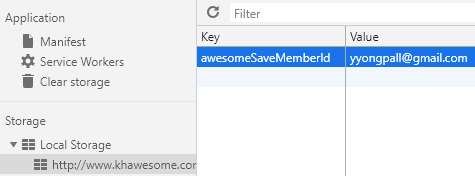 Application
Manifest
Service Workers
Clear storage
Storage
Local Storage
http://www.khawesome.cor
Filter
Key Value
awesomeSaveMemberId yyongpall@gmail.com